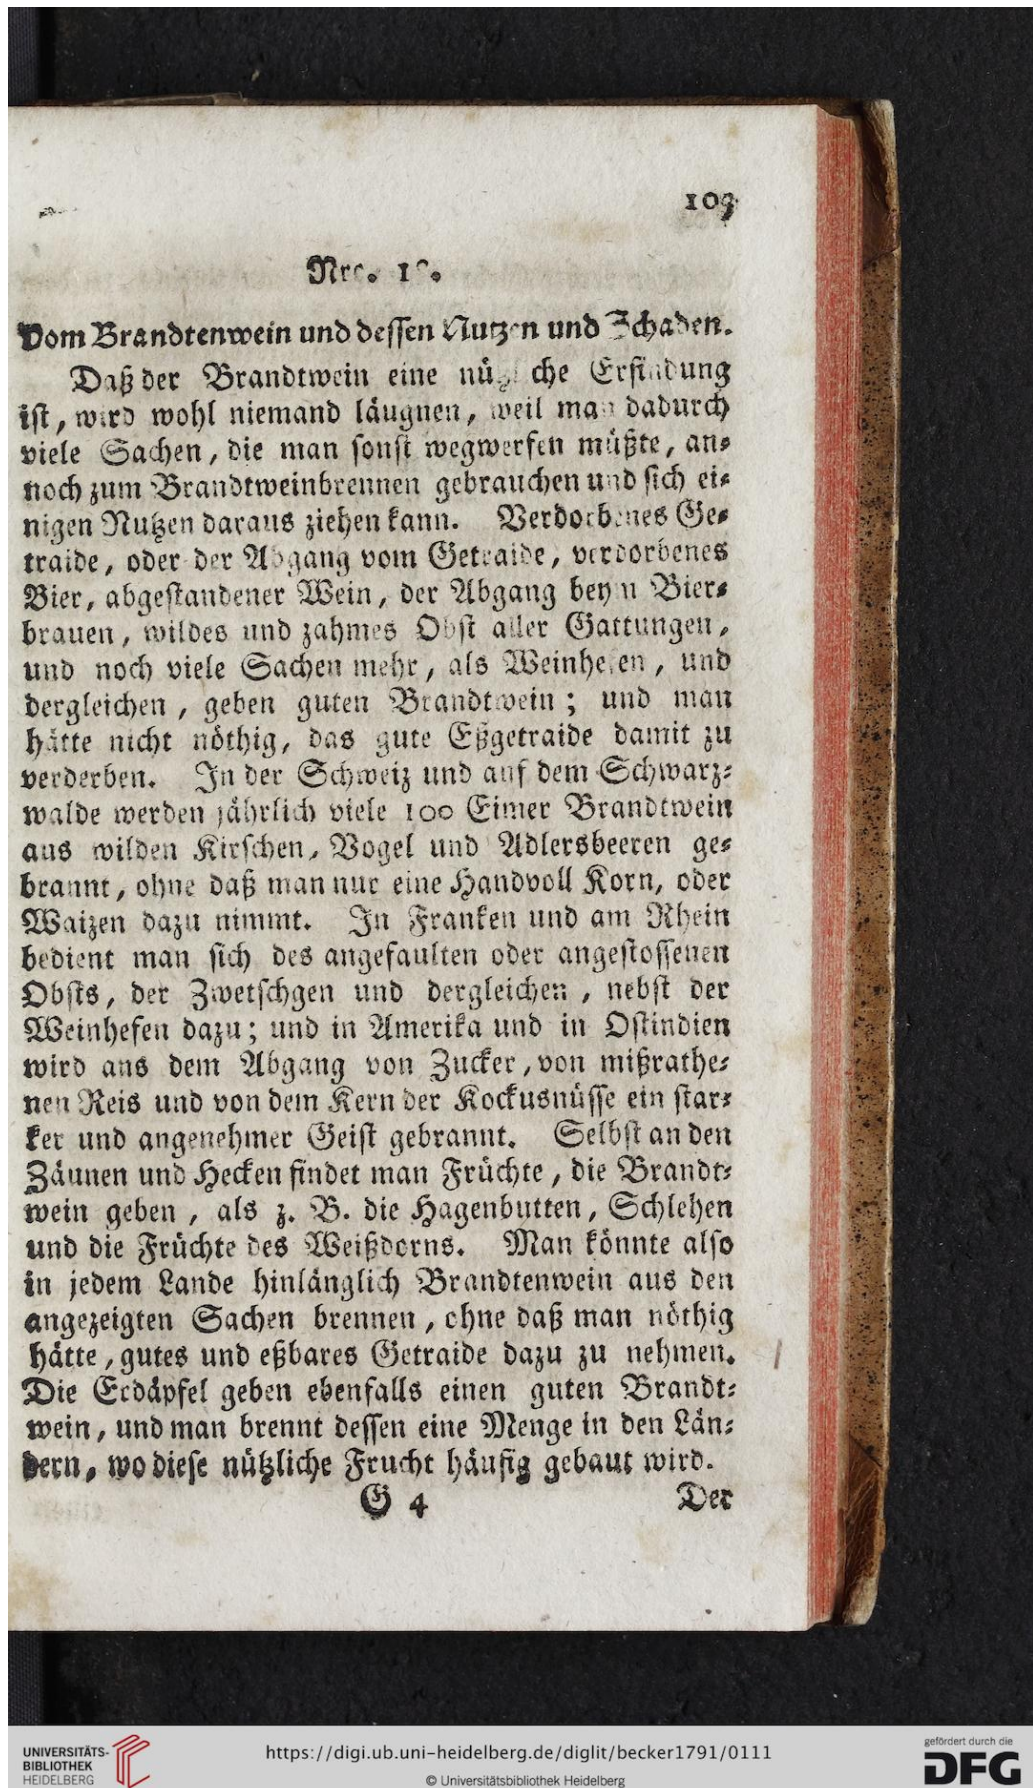 103
Nro. 18.
Vom Brandtenwein und dessen Nutzen und Schaden.
Daß der Brandtwein eine nützliche Erfindung
ist, wird wohl niemand läugnen, weil man dadurch
viele Sachen, die man sonst wegwerfen müßte, an-
noch zum Brandtweinbrennen gebrauchen und sich ei-
nigen Nutzen daraus ziehen kann. Verdorbenes Ge-
traide, oder der Abgang vom Getraide, verdorbenes
Bier, abgestandener Wein, der Abgang beym Bier-
brauen, wildes und zahmes Obst aller Gattungen,
und noch viele Sachen mehr, als Weinhefen, und
dergleichen, geben guten Brandtwein; und man
hätte nicht nöthig, das gute Eßgetraide damit zu
verderben. In der Schweiz und auf dem Schwarz-
walde werden jährlich viele 100 Eimer Brandtwein
aus wilden Kirschen, Vogel und Adlersbeeren ge-
brannt, ohne daß man nur eine Handvoll Korn, oder
Waizen dazu nimmt. In Franken und am Rhein
bedient man sich des angefaulten oder angestossenen
Obsts, der Zwetschgen und dergleichen, nebst der
Weinhefen dazu; und in Amerika und in Ostindien
wird ans dem Abgang von Zucker, von mißrathe-
nen Reis und von dem Kern der Kockusnüsse ein star-
ker und angenehmer Geist gebrannt. Selbst an den
Zäunen und Hecken findet man Früchte, die Brandt-
wein geben, als z. B. die Hagenbutten, Schlehen
und die Früchte des Weißdorns. Man könnte also
in jedem Lande hinlänglich Brandtenwein aus den
angezeigten Sachen brennen, ohne daß man nöthig
hätte, gutes und eßbares Getraide dazu zu nehmen.
Die Erdäpfel geben ebenfalls einen guten Brandt-
wein, und man brennt dessen eine Menge in den Län-
dern, wo diese nützliche Frucht häufig gebaut wird.
G 4 Der
UNIVERSITÄTS-
BIBLIOTHEK
HEIDELBERG
https://digi.ub.uni-heidelberg.de/diglit/becker1791/0111
© Universitätsbibliothek Heidelberg
gefördert durch die
DFG